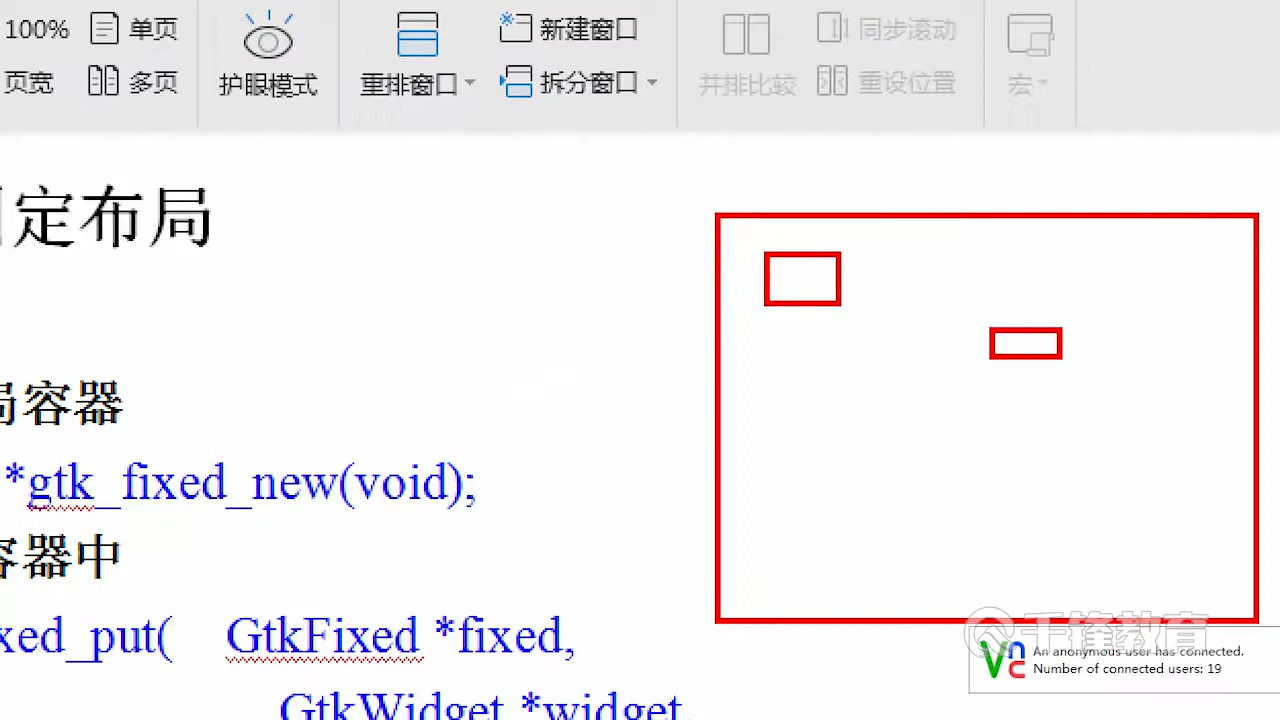 100% 单页 新建窗口 同步滚动
页宽 多页 护眼模式 重排窗口 拆分窗口 并排比较 重设位置 宏
定布局
局容器
*gtk_fixed_new(void);
容器中
xed_put( GtkFixed *fixed,
GtkWidget *widget,
千锋教育
An anonymous user has connected.
Number of connected users: 19